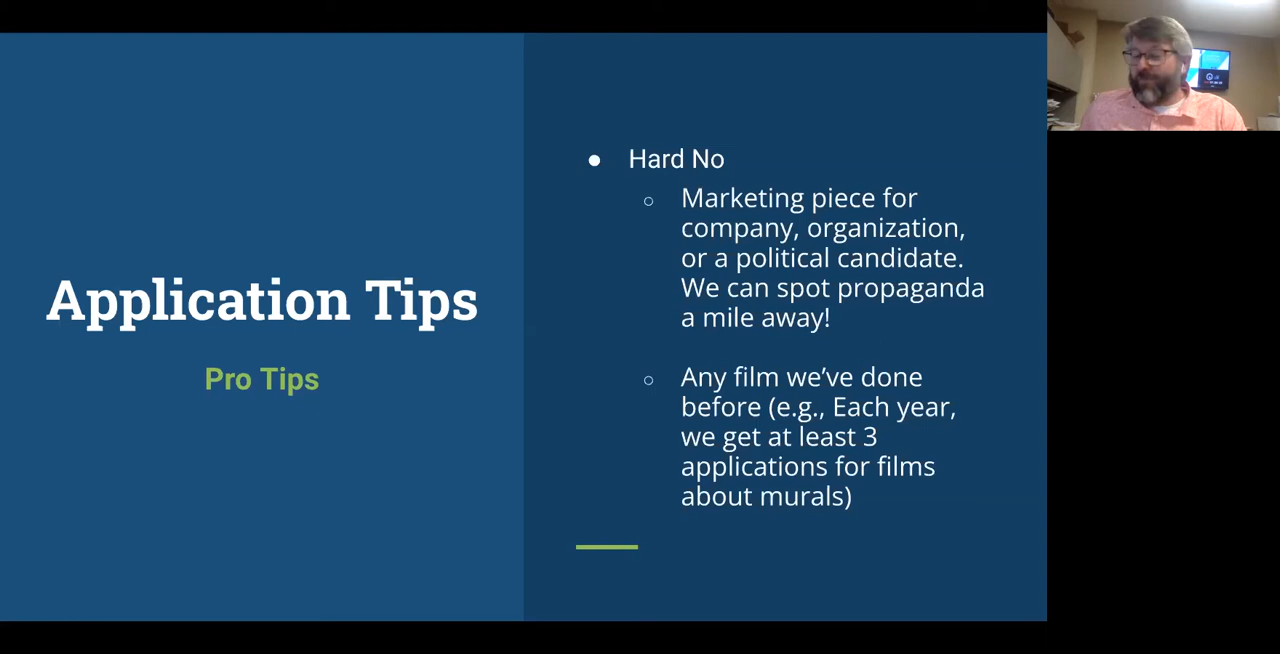 Application Tips
Pro Tips
● Hard No
○ Marketing piece for
company, organization,
or a political candidate.
We can spot propaganda
a mile away!
○ Any film we’ve done
before (e.g., Each year,
we get at least 3
applications for films
about murals)